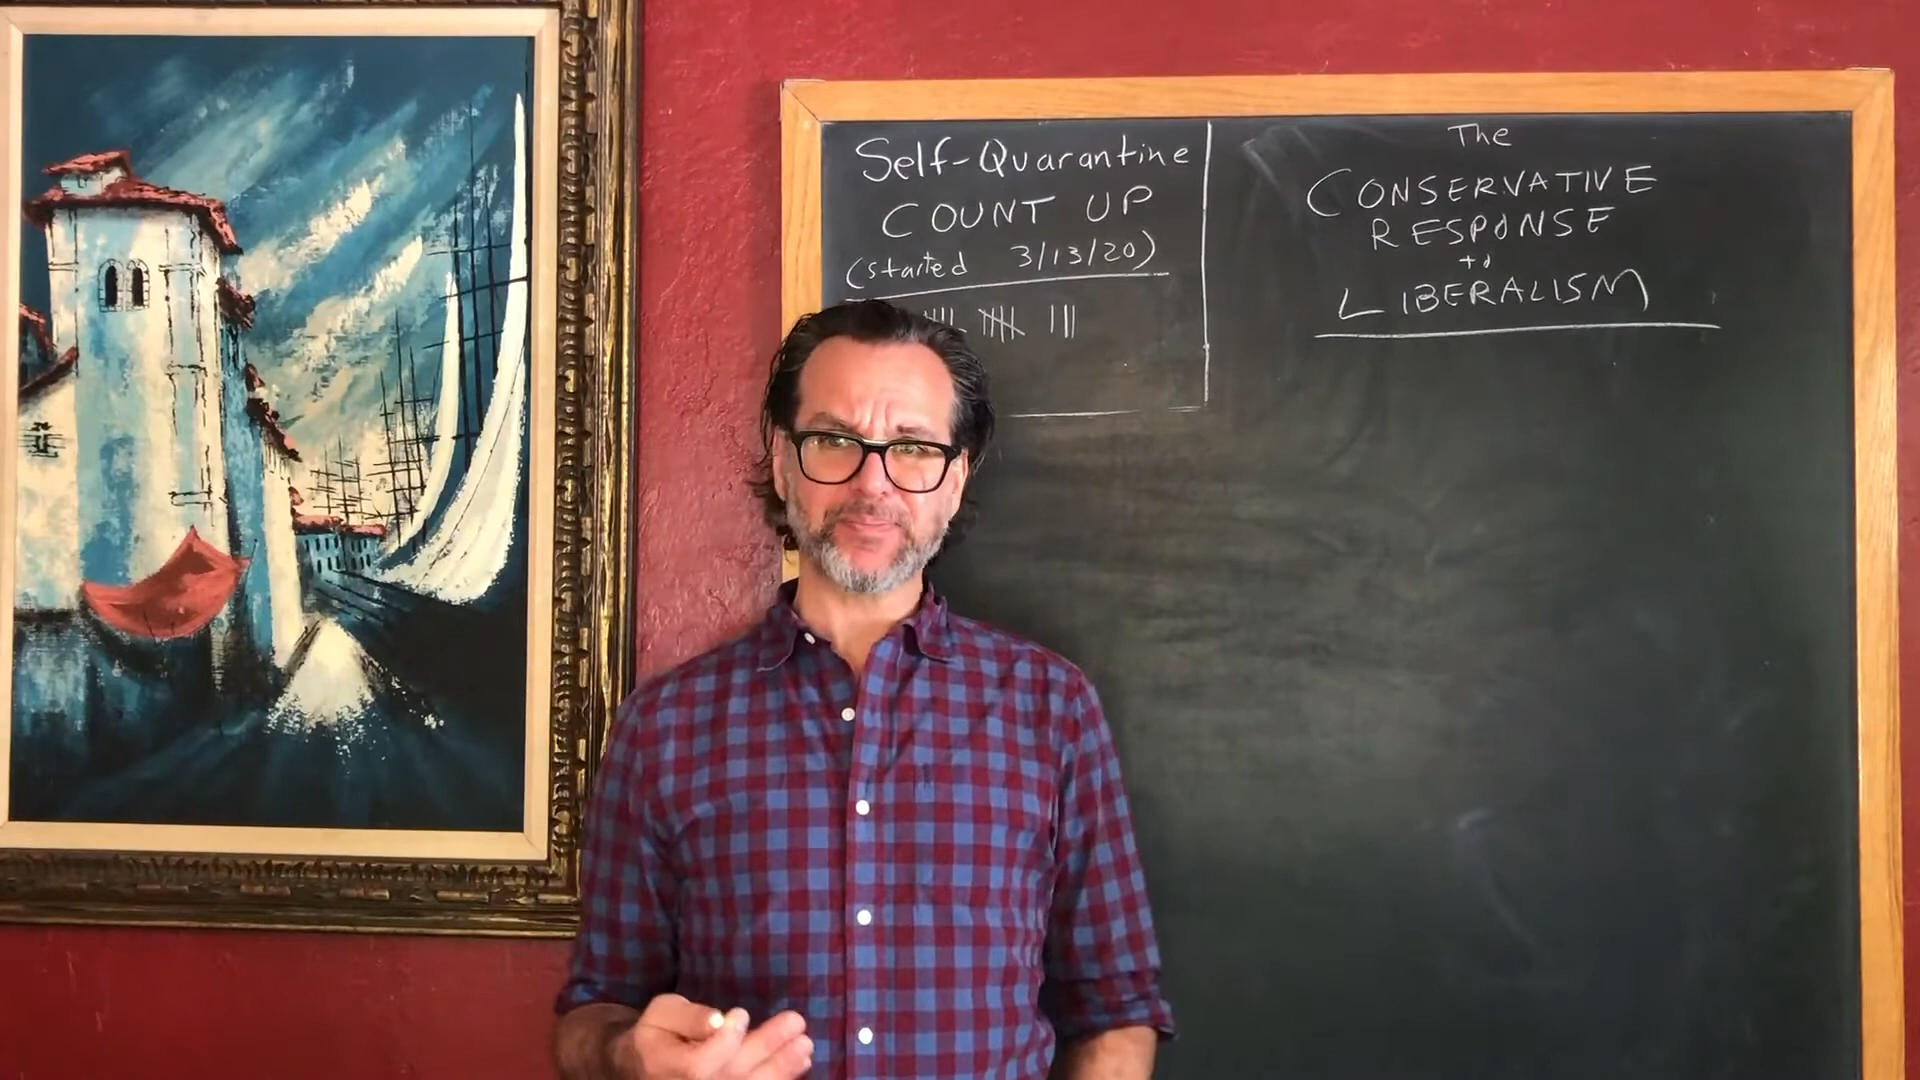 Self-Quarantine
COUNT UP
(started 3/13/20)
The
CONSERVATIVE
RESPONSE
to
LIBERALISM